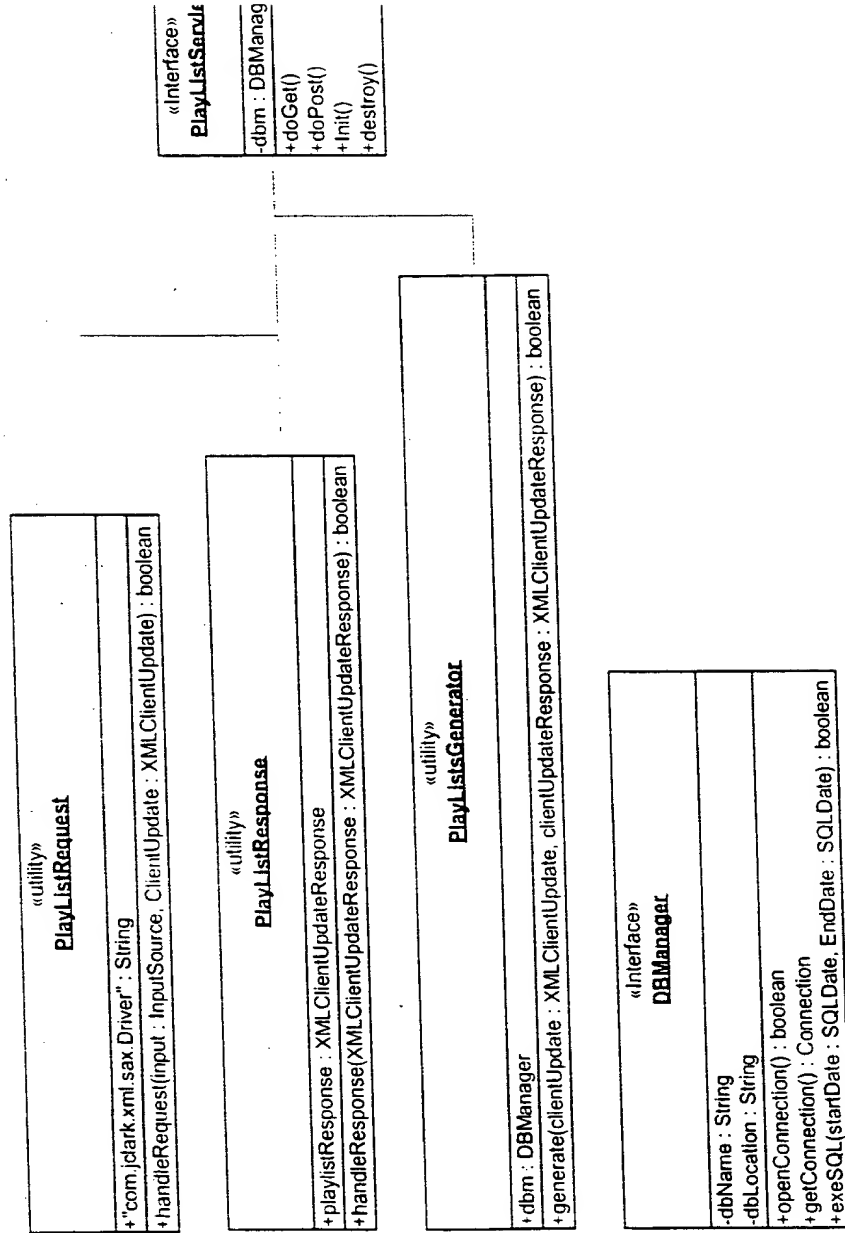 «utility»
PlayListRequest
+"com.jclark.xml.sax.Driver" : String
+handleRequest(input : InputSource, ClientUpdate : XMLClientUpdate) : boolean
«utility»
PlayListResponse
+playlistResponse : XMLClientUpdateResponse
+handleResponse(XMLClientUpdateResponse : XMLClientUpdateResponse) : boolean
«utility»
PlayListsGenerator
+dbm : DBManager
+generate(clientUpdate : XMLClientUpdate, clientUpdateResponse : XMLClientUpdateResponse) : boolean
«Interface»
DBManager
-dbName : String
-dbLocation : String
+openConnection() : boolean
+getConnection() : Connection
+exeSQL(startDate : SQLDate, EndDate : SQLDate) : boolean
«Interface»
PlayListServle
-dbm : DBManag
+doGet()
+doPost()
+Init()
+destroy()